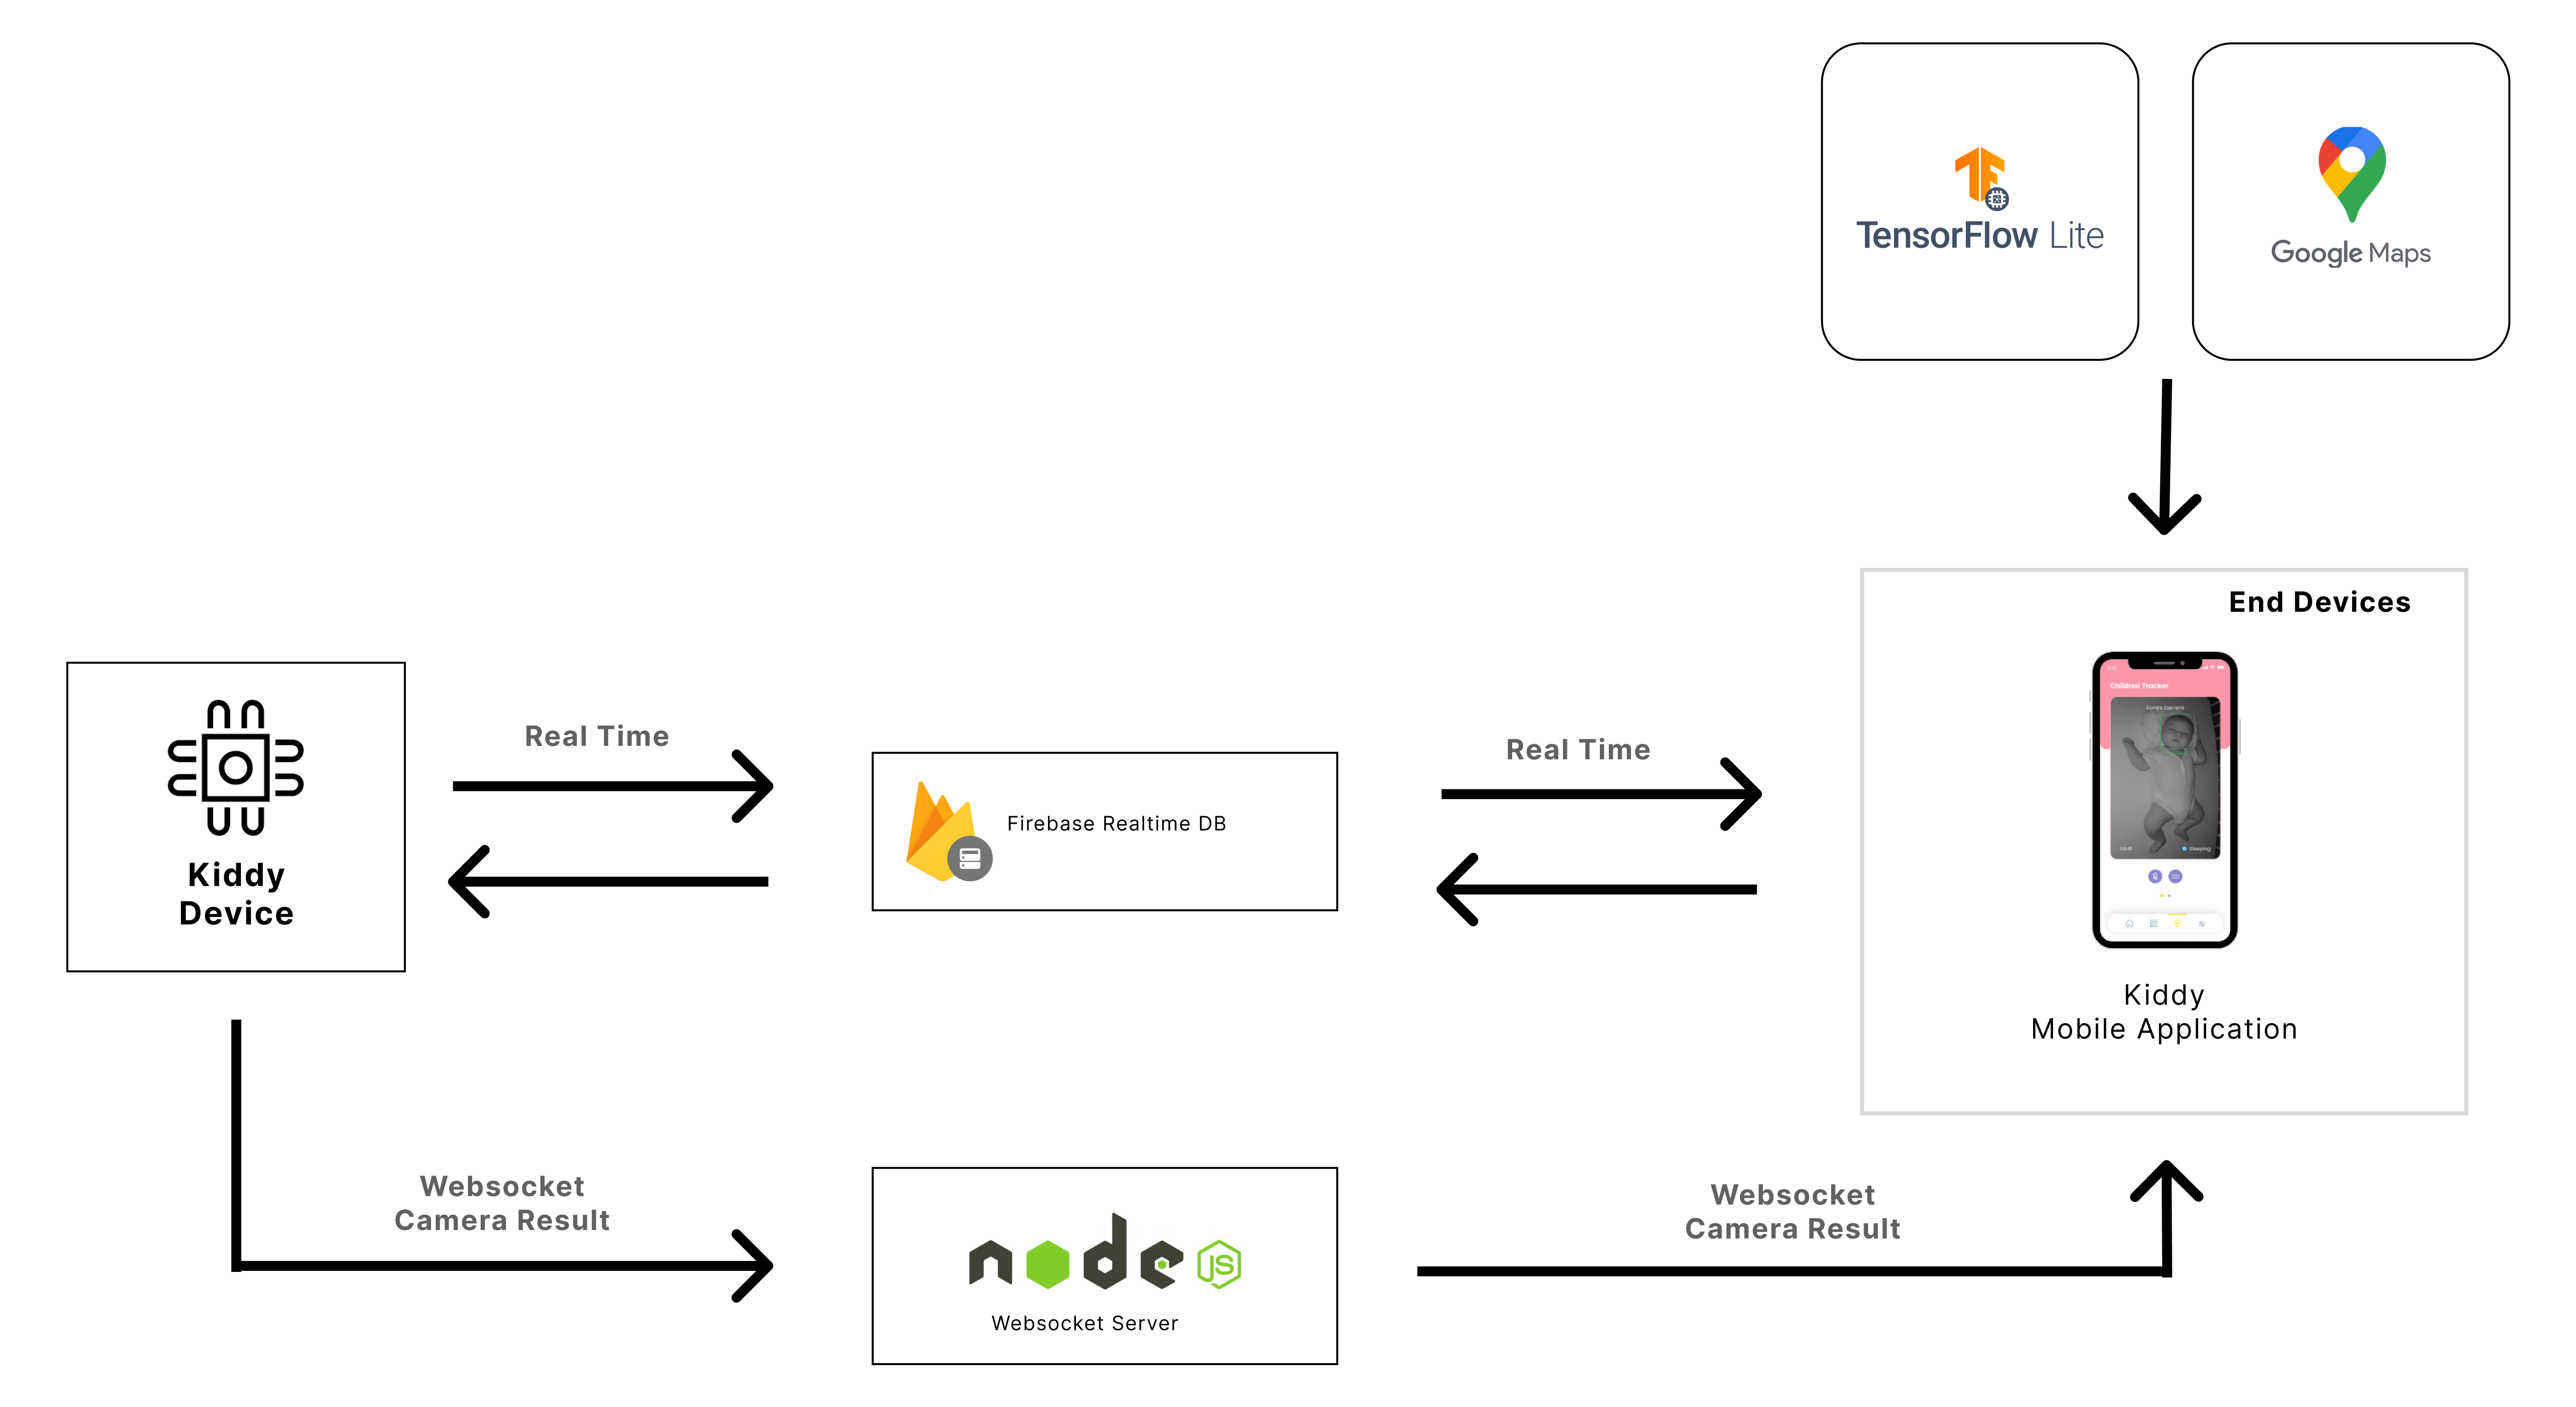 TensorFlow Lite
Google Maps
End Devices
Children Tracker
Sleeping
Kiddy
Mobile Application
Real Time
Real Time
Kiddy
Device
Firebase Realtime DB
Websocket
Camera Result
Websocket
Camera Result
node JS
Websocket Server